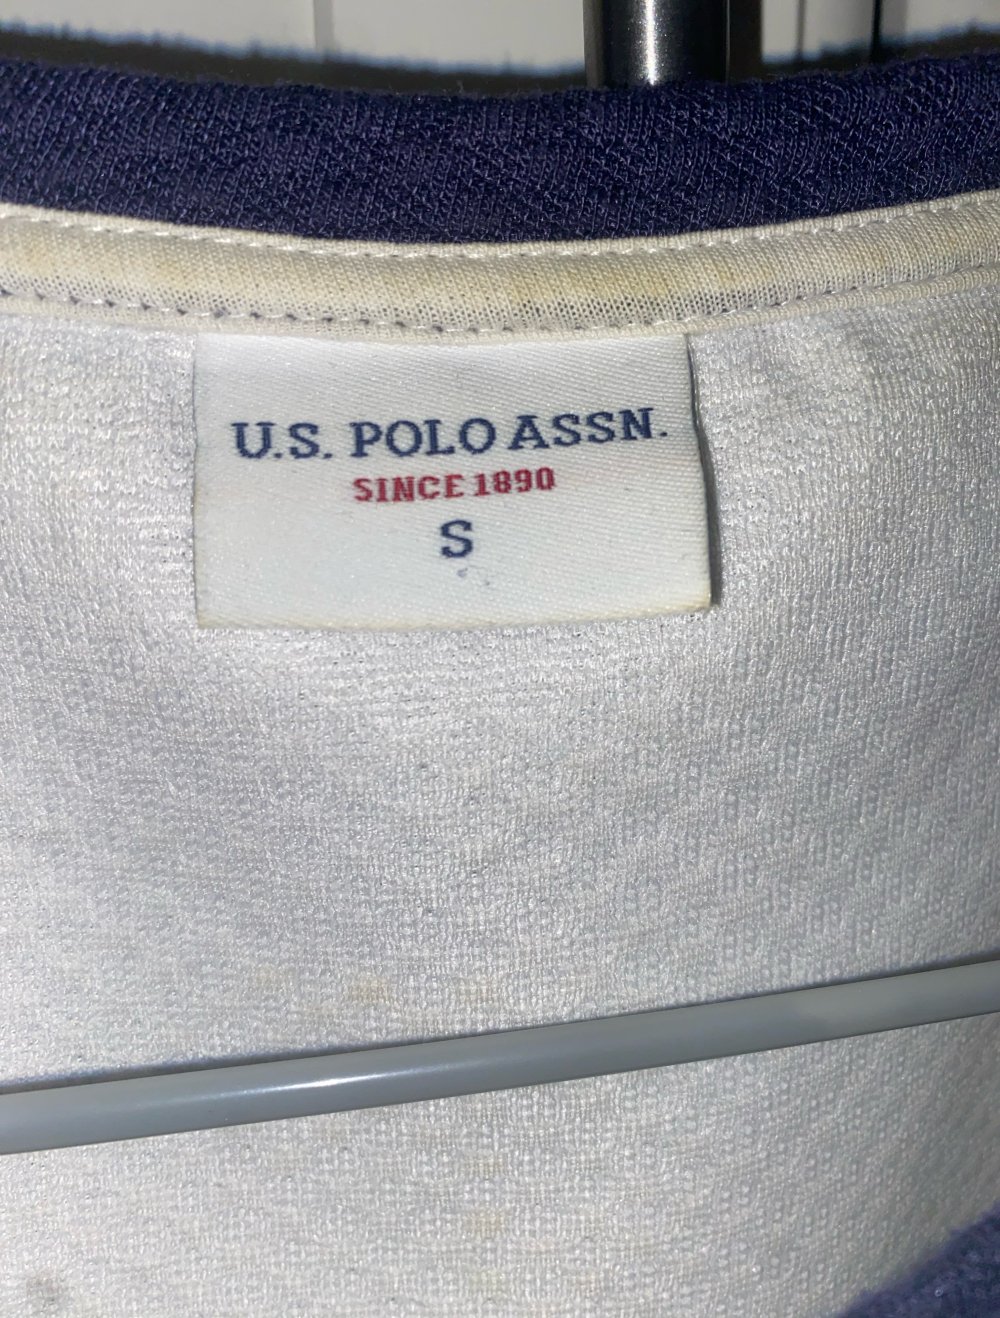 U.S. POLO ASSN.
SINCE 1890
S